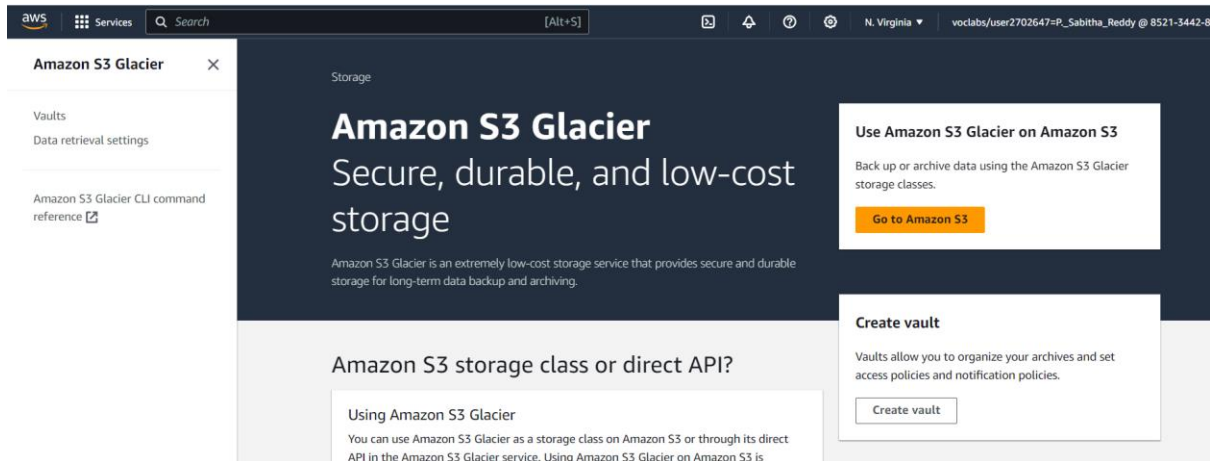 aws
Services
Search
[Alt+S]
N. Virginia ▼
voclabs/user2702647=P._Sabitha_Reddy @ 8521-3442-8
Amazon S3 Glacier
Vaults
Data retrieval settings
Amazon S3 Glacier CLI command
reference
Storage
Amazon S3 Glacier
Secure, durable, and low-cost
storage
Amazon S3 Glacier is an extremely low-cost storage service that provides secure and durable
storage for long-term data backup and archiving.
Use Amazon S3 Glacier on Amazon S3
Back up or archive data using the Amazon S3 Glacier
storage classes.
Go to Amazon S3
Create vault
Vaults allow you to organize your archives and set
access policies and notification policies.
Create vault
Amazon S3 storage class or direct API?
Using Amazon S3 Glacier
You can use Amazon S3 Glacier as a storage class on Amazon S3 or through its direct
API in the Amazon S3 Glacier service. Using Amazon S3 Glacier on Amazon S3 is